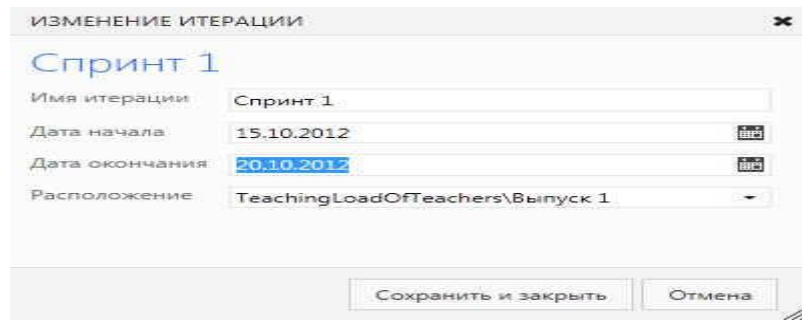 ИЗМЕНЕНИЕ ИТЕРАЦИИ
Спринт 1
Имя итерации Спринт 1
Дата начала 15.10.2012
Дата окончания 20.10.2012
Расположение TeachingLoadOfTeachers\Выпуск 1
Сохранить и закрыть Отмена